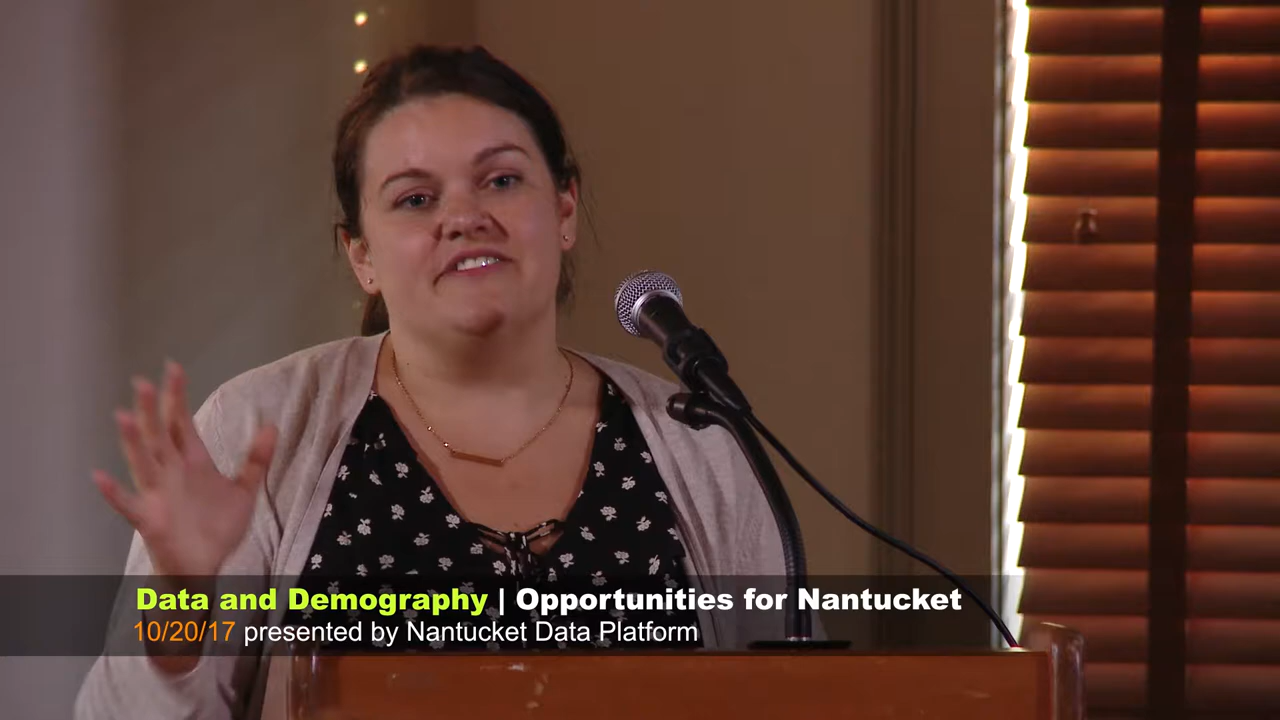 Data and Demography | Opportunities for Nantucket
10/20/17 presented by Nantucket Data Platform